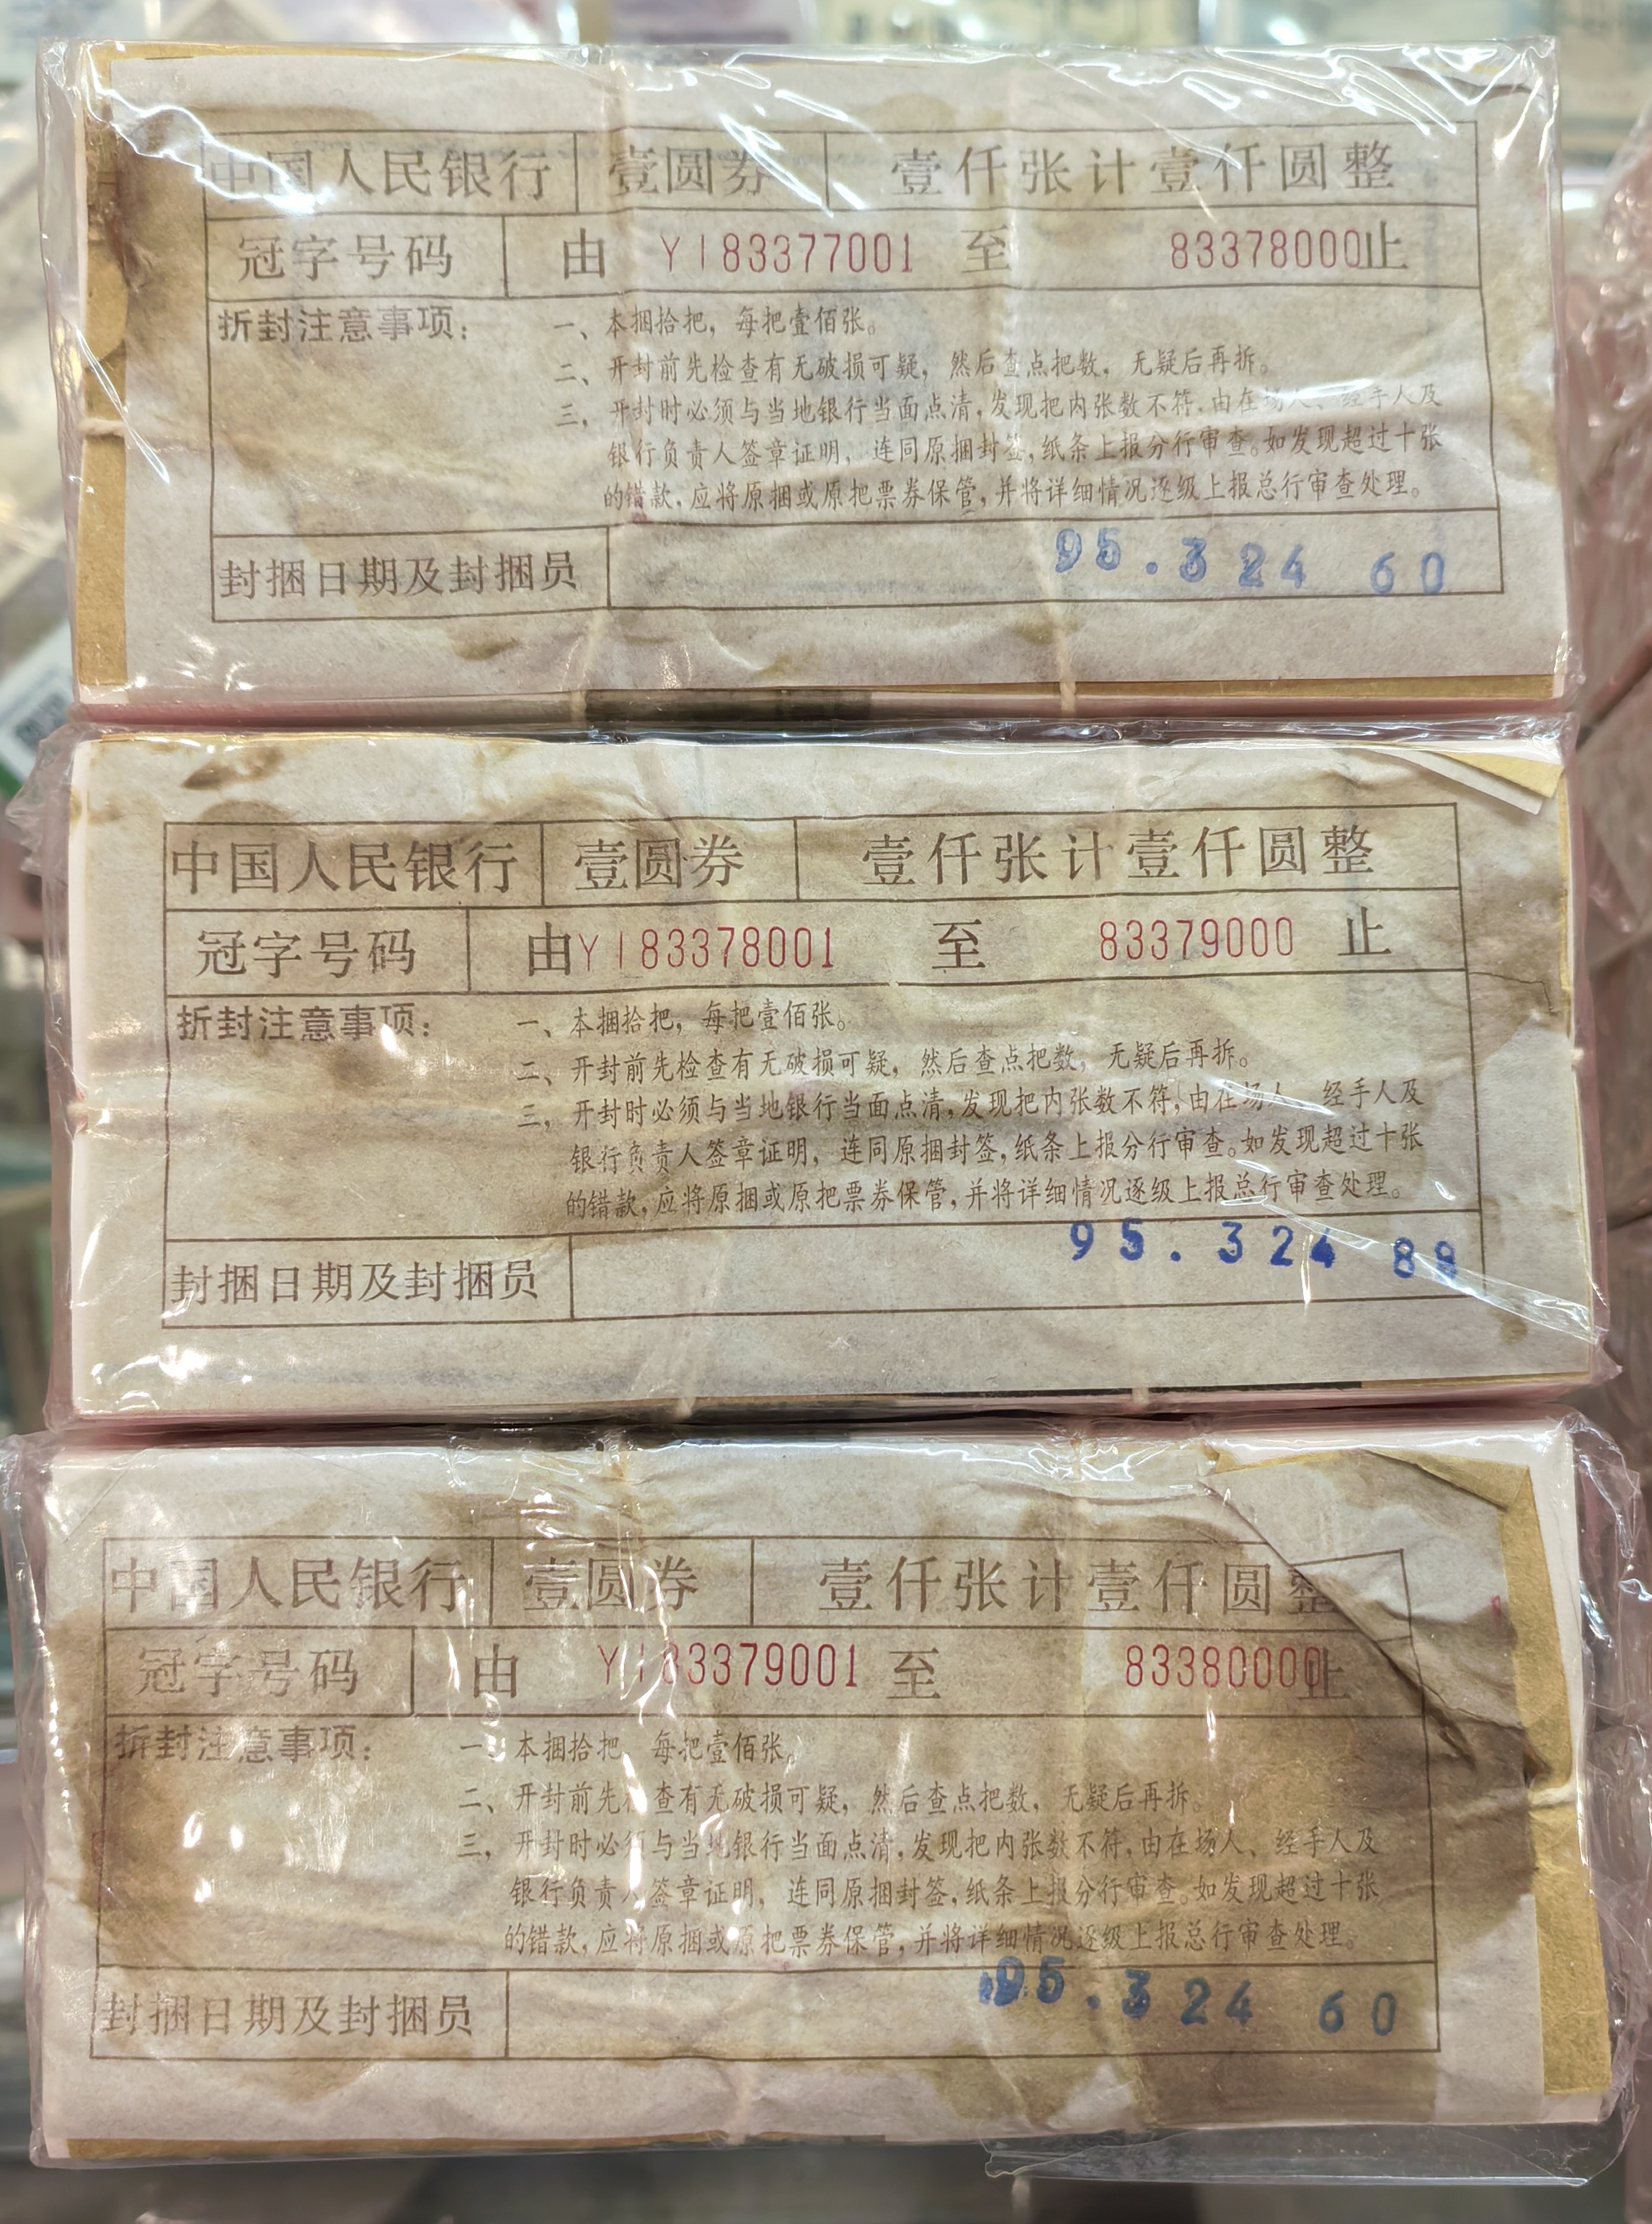 中国人民银行 壹圆券 壹仟张计壹仟圆整
冠字号码 由 YI83377001 至 83378000止
折封注意事项： 一、本捆拾把，每把壹佰张。
二、开封前先检查有无破损可疑，然后查点把数，无疑后再拆。
三，开封时必须与当地银行当面点清，发现把内张数不符，由在场人、经手人及
银行负责人签章证明，连同原捆封签，纸条上报分行审查。如发现超过十张
的错款，应将原捆或原把票券保管，并将详细情况逐级上报总行审查处理。
95.324 60
封捆日期及封捆员
中国人民银行 壹圆券 壹仟张计壹仟圆整
冠字号码 由YI83378001 至 83379000 止
折封注意事项： 一、本捆拾把，每把壹佰张。
二、开封前先检查有无破损可疑，然后查点把数，无疑后再拆。
三，开封时必须与当地银行当面点清，发现把内张数不符，由在场人、经手人及
银行负责人签章证明，连同原捆封签，纸条上报分行审查。如发现超过十张
的错款，应将原捆或原把票券保管，并将详细情况逐级上报总行审查处理。
95.324 88
封捆日期及封捆员
中国人民银行 壹圆券 壹仟张计壹仟圆整
冠字号码 由 YI83379001 至 83380000止
折封注意事项： 一、本捆拾把，每把壹佰张。
二、开封前先检查有无破损可疑，然后查点把数，无疑后再拆。
三，开封时必须与当地银行当面点清，发现把内张数不符，由在场人、经手人及
银行负责人签章证明，连同原捆封签，纸条上报分行审查。如发现超过十张
的错款，应将原捆或原把票券保管，并将详细情况逐级上报总行审查处理。
95.324 60
封捆日期及封捆员